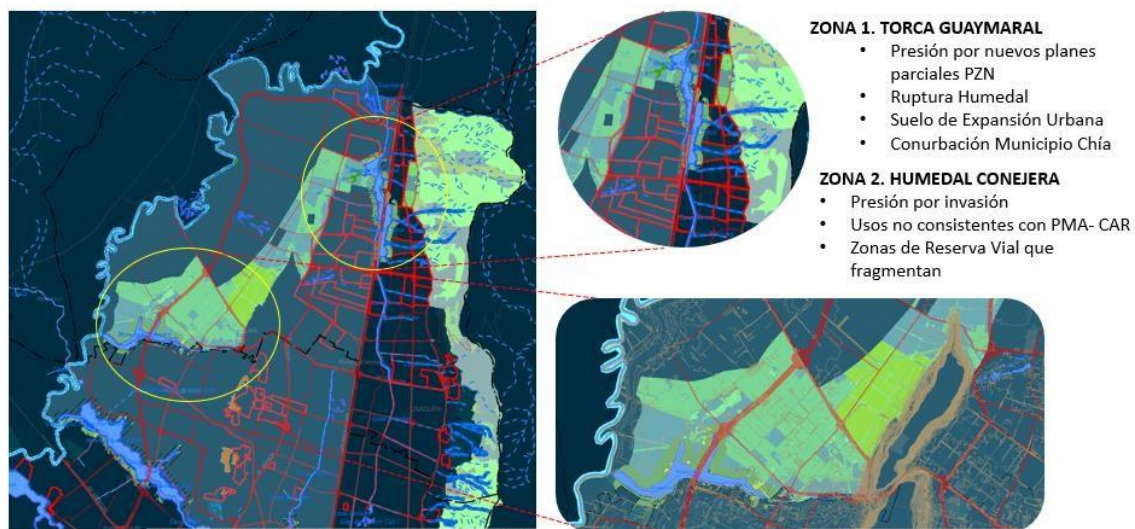 ZONA 1. TORCA GUAYMARAL
• Presión por nuevos planes
parciales PZN
• Ruptura Humedal
• Suelo de Expansión Urbana
• Conurbación Municipio Chía
ZONA 2. HUMEDAL CONEJERA
• Presión por invasión
• Usos no consistentes con PMA- CAR
• Zonas de Reserva Vial que
fragmentan